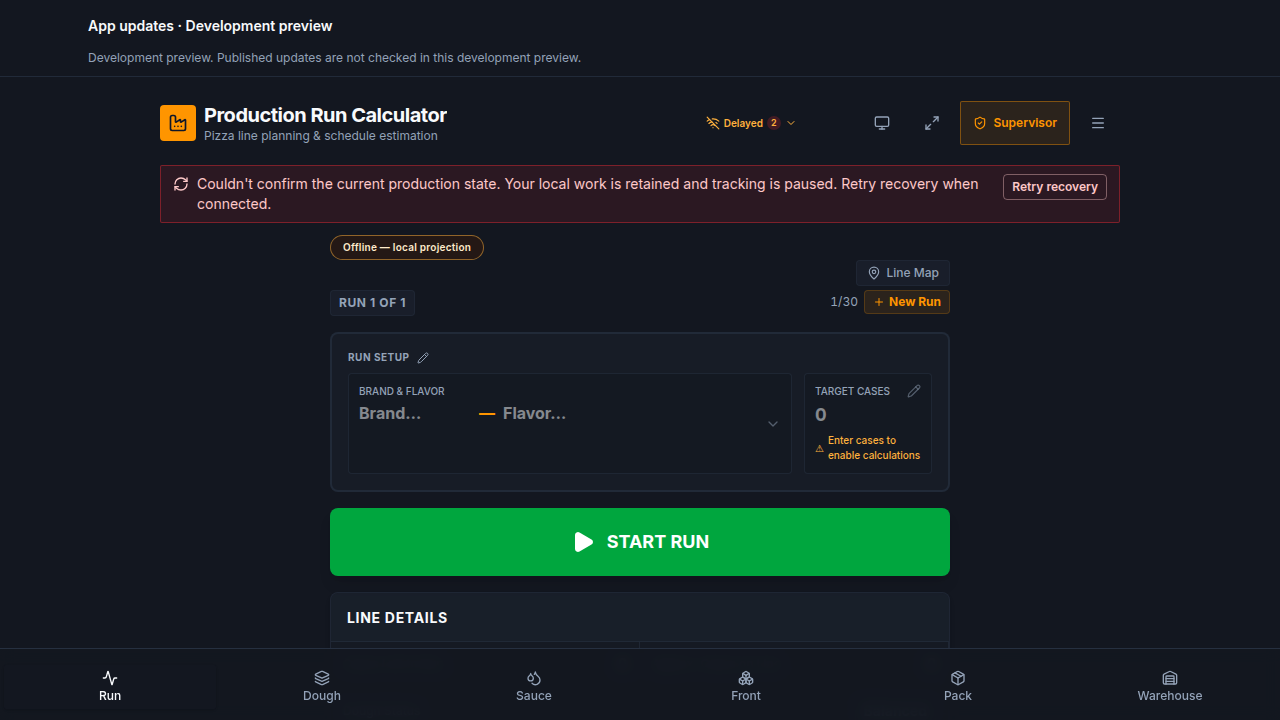 App updates · Development preview
Development preview. Published updates are not checked in this development preview.
Production Run Calculator
Pizza line planning & schedule estimation
Delayed 2
Supervisor
Couldn't confirm the current production state. Your local work is retained and tracking is paused. Retry recovery when
connected.
Retry recovery
Offline — local projection
Line Map
RUN 1 OF 1
1/30
+ New Run
RUN SETUP
BRAND & FLAVOR
Brand...
— Flavor...
TARGET CASES
0
⚠ Enter cases to
enable calculations
START RUN
LINE DETAILS
Run
Dough
Sauce
Front
Pack
Warehouse